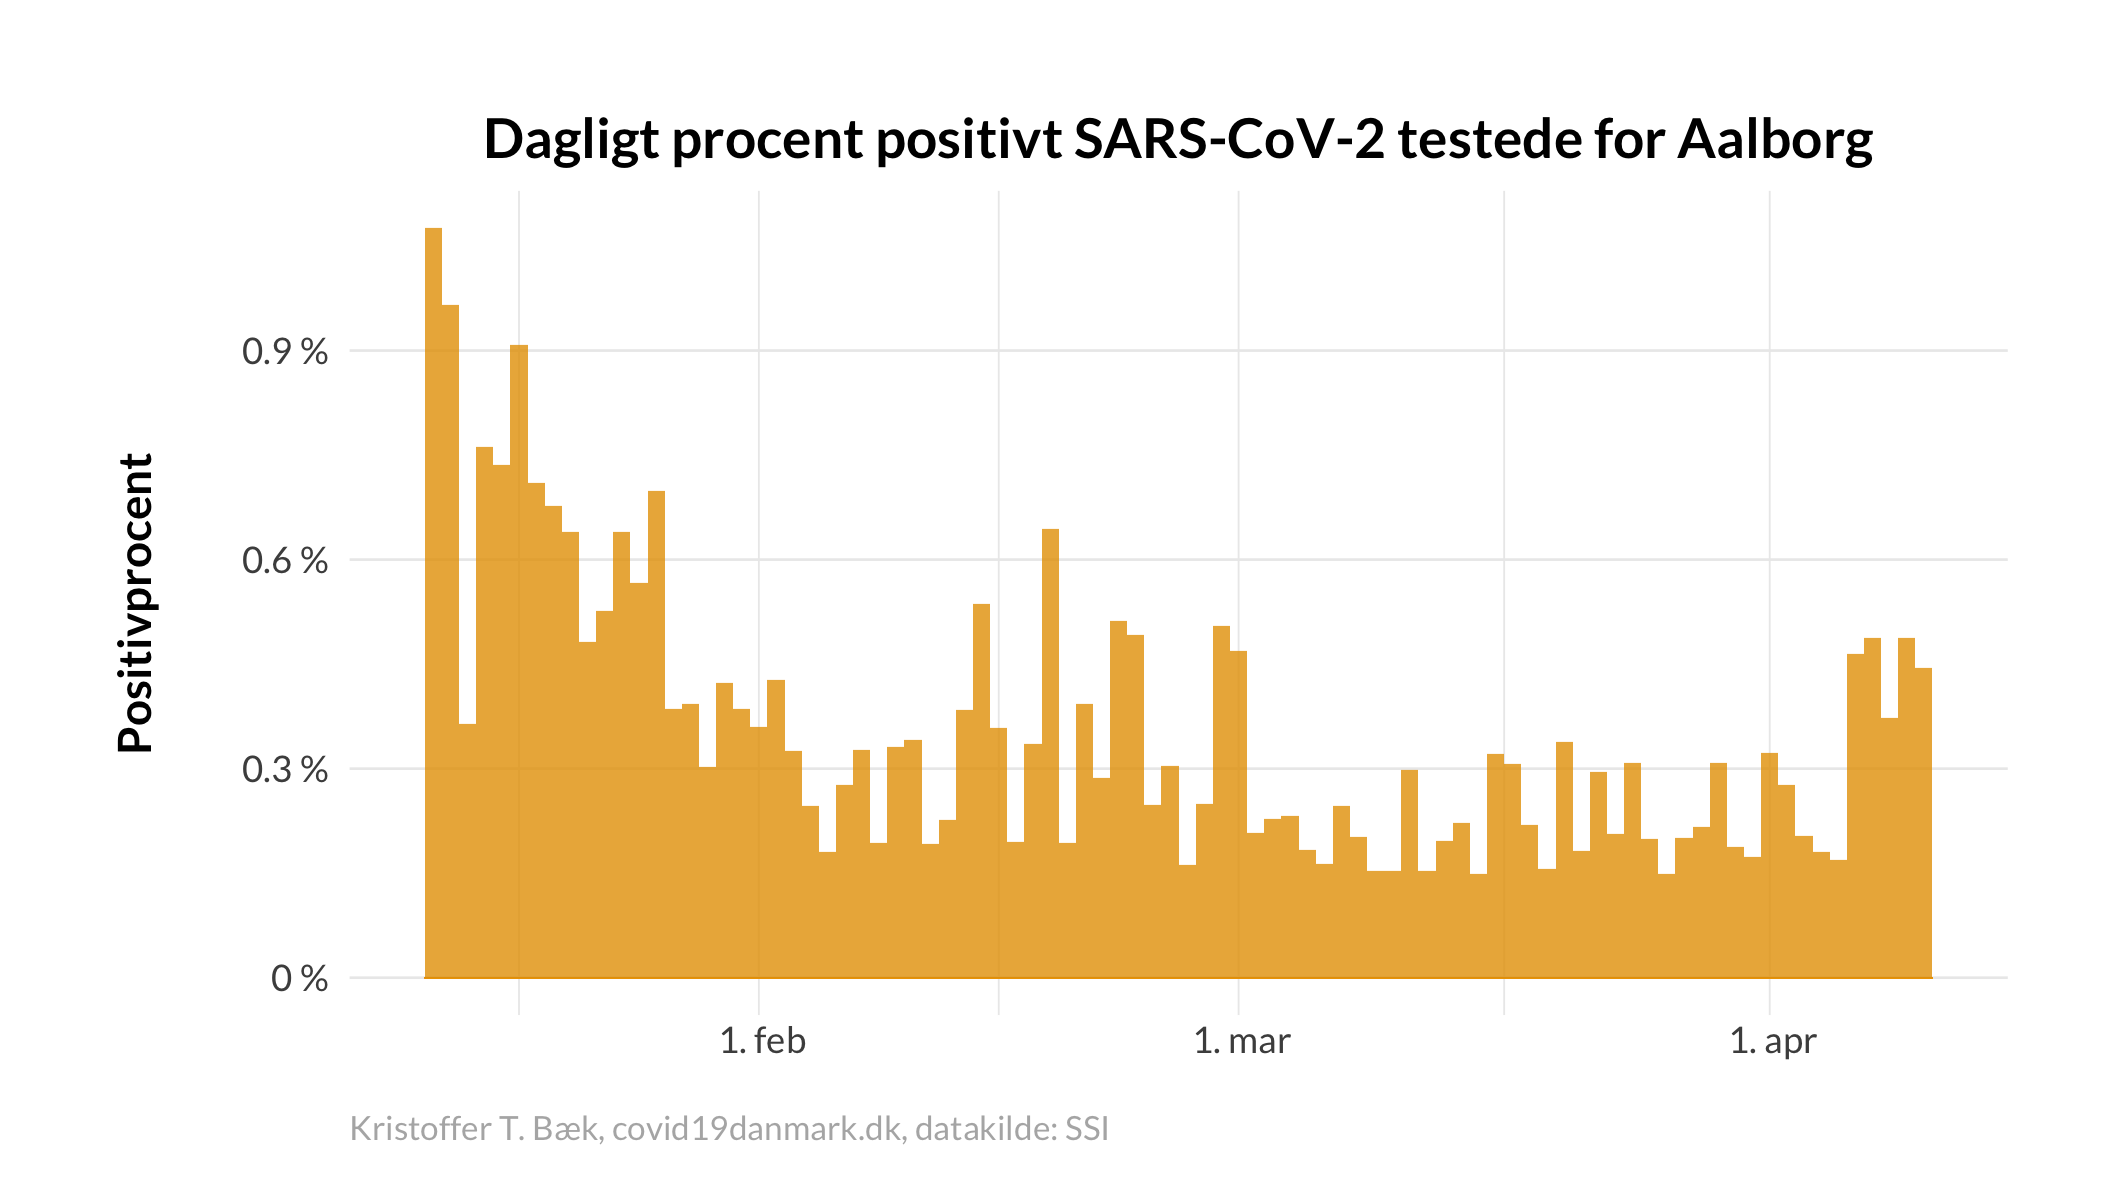 Dagligt procent positivt SARS-CoV-2 testede for Aalborg
Positivprocent
0.9 %
0.6 %
0.3 %
0 %
1. feb
1. mar
1. apr
Kristoffer T. Bæk, covid19danmark.dk, datakilde: SSI